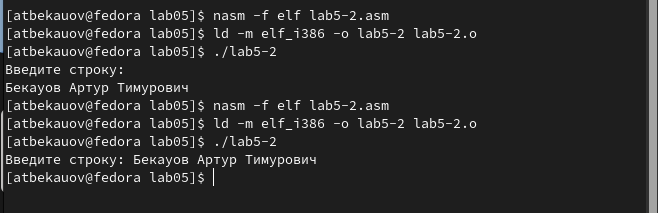 [atbekauov@fedora lab05]$ nasm -f elf lab5-2.asm
[atbekauov@fedora lab05]$ ld -m elf_i386 -o lab5-2 lab5-2.o
[atbekauov@fedora lab05]$ ./lab5-2
Введите строку:
Бекауов Артур Тимурович
[atbekauov@fedora lab05]$ nasm -f elf lab5-2.asm
[atbekauov@fedora lab05]$ ld -m elf_i386 -o lab5-2 lab5-2.o
[atbekauov@fedora lab05]$ ./lab5-2
Введите строку: Бекауов Артур Тимурович
[atbekauov@fedora lab05]$